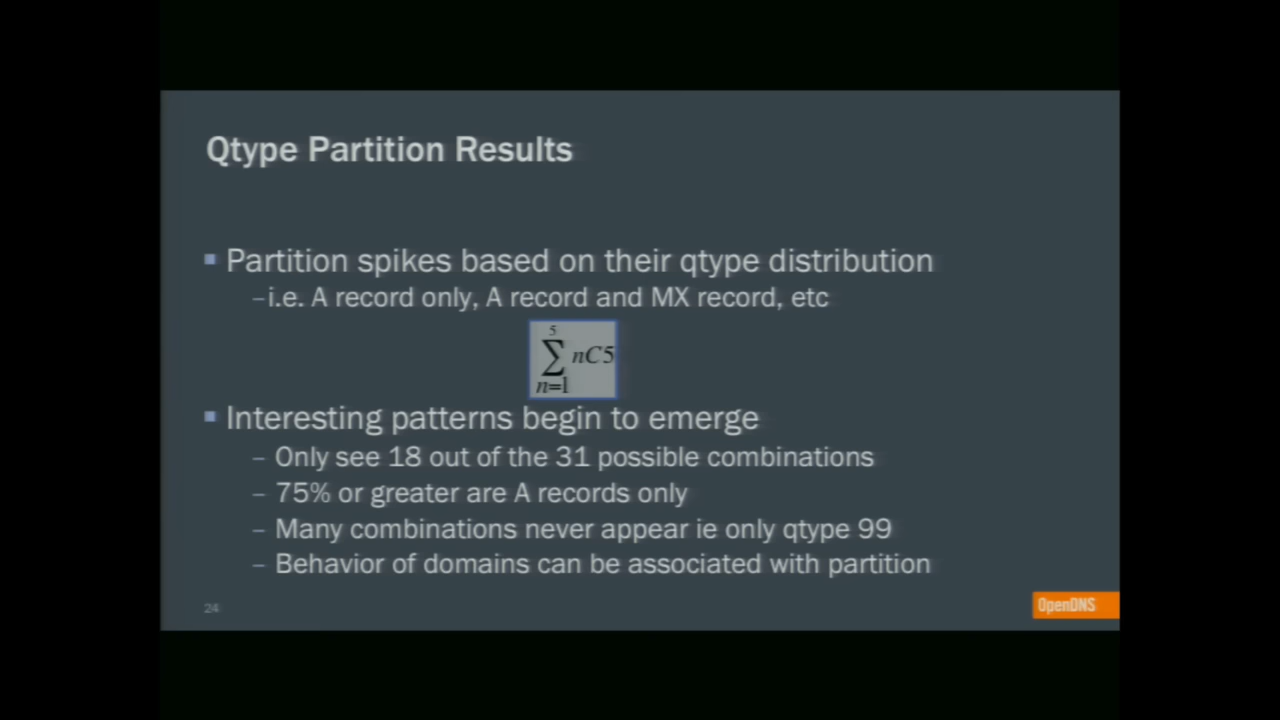 Qtype Partition Results
▪ Partition spikes based on their qtype distribution
–i.e. A record only, A record and MX record, etc
5
∑ nC5
n=1
▪ Interesting patterns begin to emerge
– Only see 18 out of the 31 possible combinations
– 75% or greater are A records only
– Many combinations never appear ie only qtype 99
– Behavior of domains can be associated with partition
24
OpenDNS